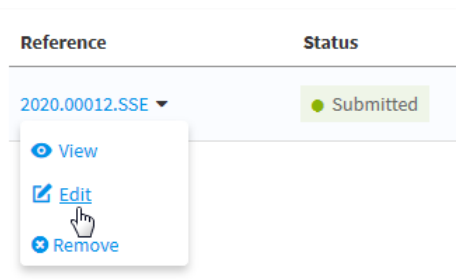 Reference Status
2020.00012.SSE Submitted
View
Edit
Remove